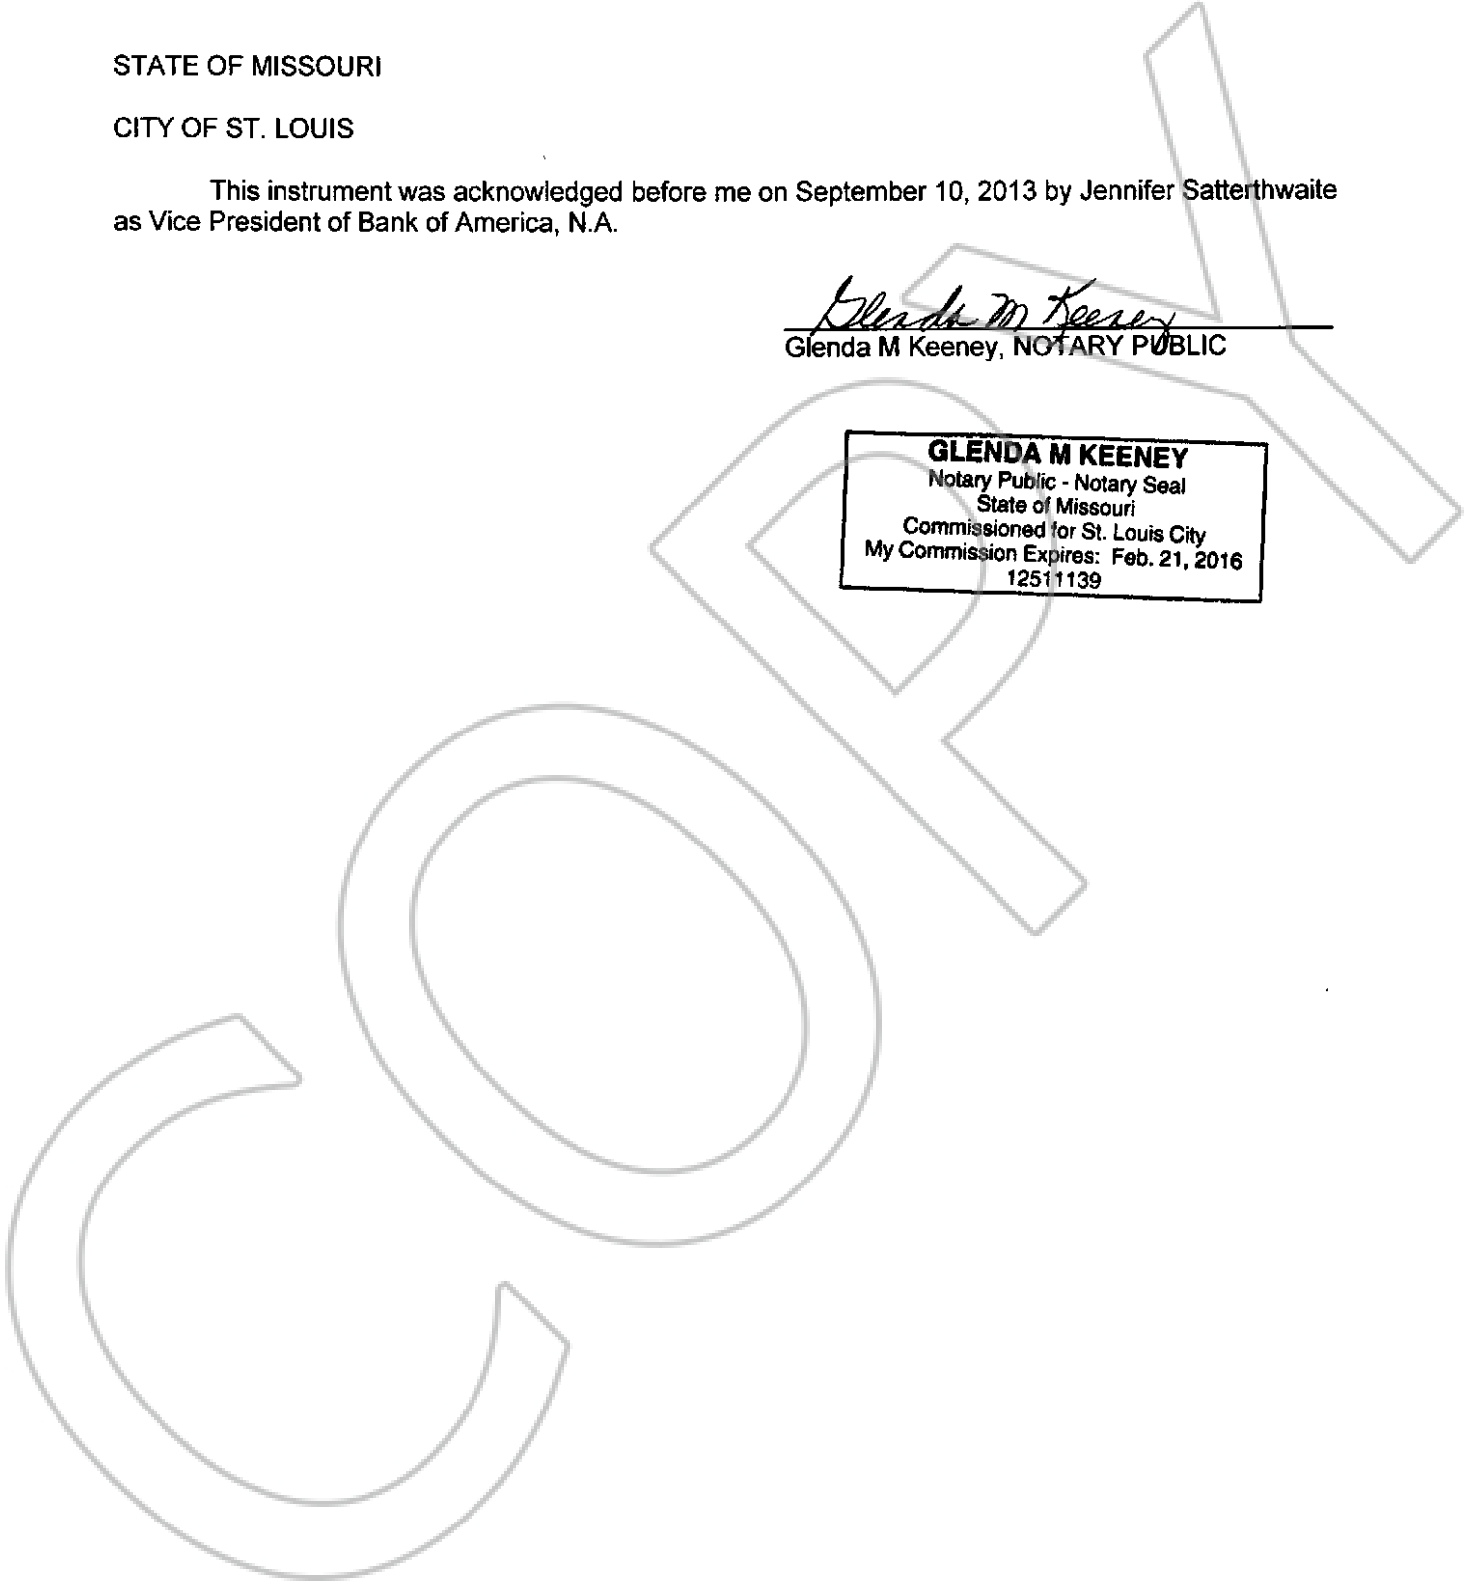 STATE OF MISSOURI
CITY OF ST. LOUIS
This instrument was acknowledged before me on September 10, 2013 by Jennifer Satterthwaite
as Vice President of Bank of America, N.A.
Glenda M Keeney
Glenda M Keeney, NOTARY PUBLIC
GLENDA M KEENEY
Notary Public - Notary Seal
State of Missouri
Commissioned for St. Louis City
My Commission Expires: Feb. 21, 2016
12511139
COPY